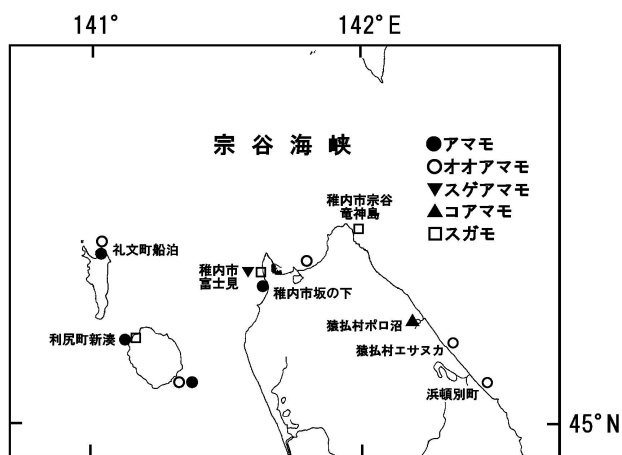 141°
142°E
宗谷海峡
●アマモ
○オオアマモ
▼スゲアマモ
▲コアマモ
□スガモ
稚内市宗谷
竜神島
礼文町船泊
稚内市
富士見
稚内市坂の下
利尻町新湊
猿払村ポロ沼
猿払村エサヌカ
浜頓別町
45°N